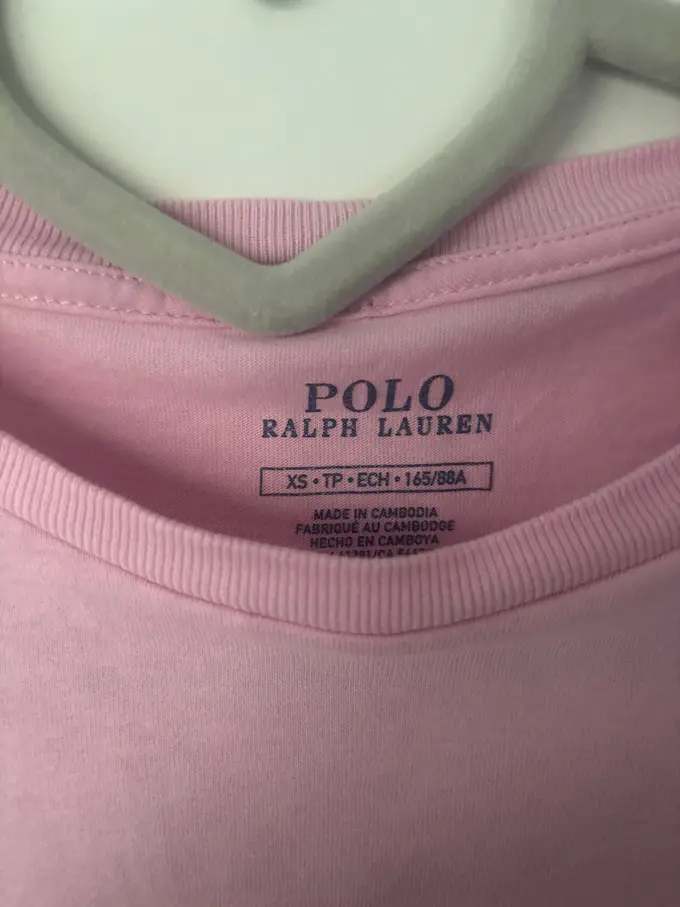 POLO
RALPH LAUREN
XS • TP • ECH • 165/88A
MADE IN CAMBODIA
FABRIQUÉ AU CAMBODGE
HECHO EN CAMBOYA